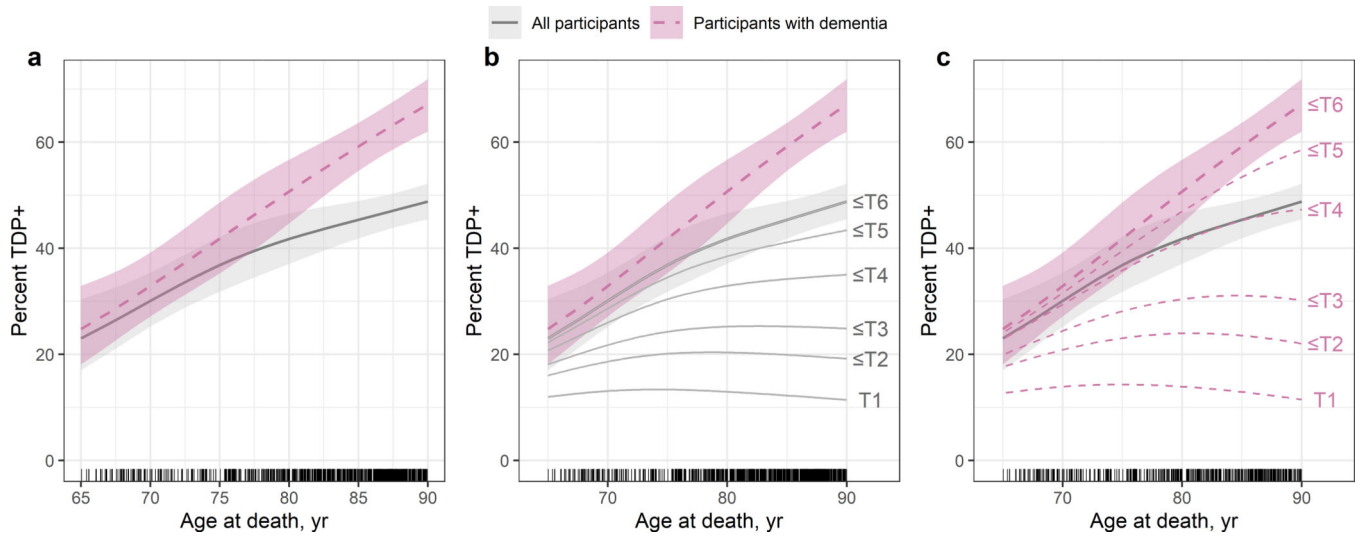 All participants
Participants with dementia
a
b
c
Percent TDP+
60
40
20
0
65
70
75
80
85
90
Age at death, yr
Percent TDP+
60
40
20
0
≤T6
≤T5
≤T4
≤T3
≤T2
T1
70
80
90
Age at death, yr
Percent TDP+
60
40
20
0
≤T6
≤T5
≤T4
≤T3
≤T2
T1
70
80
90
Age at death, yr